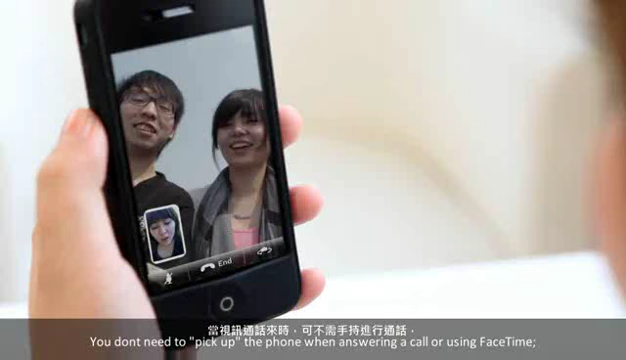 End
當視訊通話來時，可不需手持進行通話，
You dont need to "pick up" the phone when answering a call or using FaceTime;